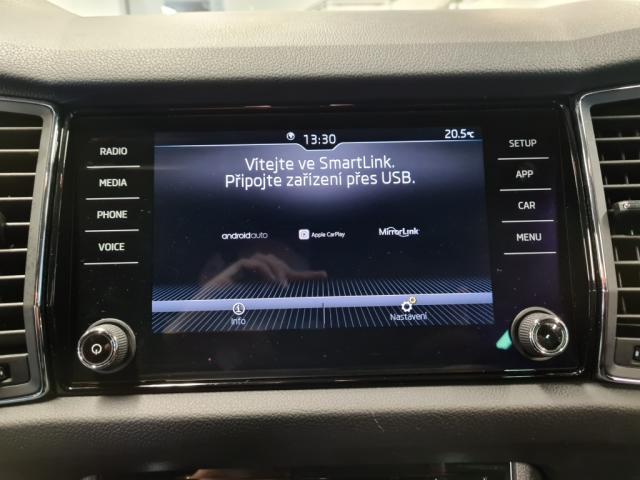 13:30
20.5°C
RADIO
MEDIA
PHONE
VOICE
Vítejte ve SmartLink.
Připojte zařízení přes USB.
androidauto
Apple CarPlay
MirrorLink
Info
Nastavení
SETUP
APP
CAR
MENU